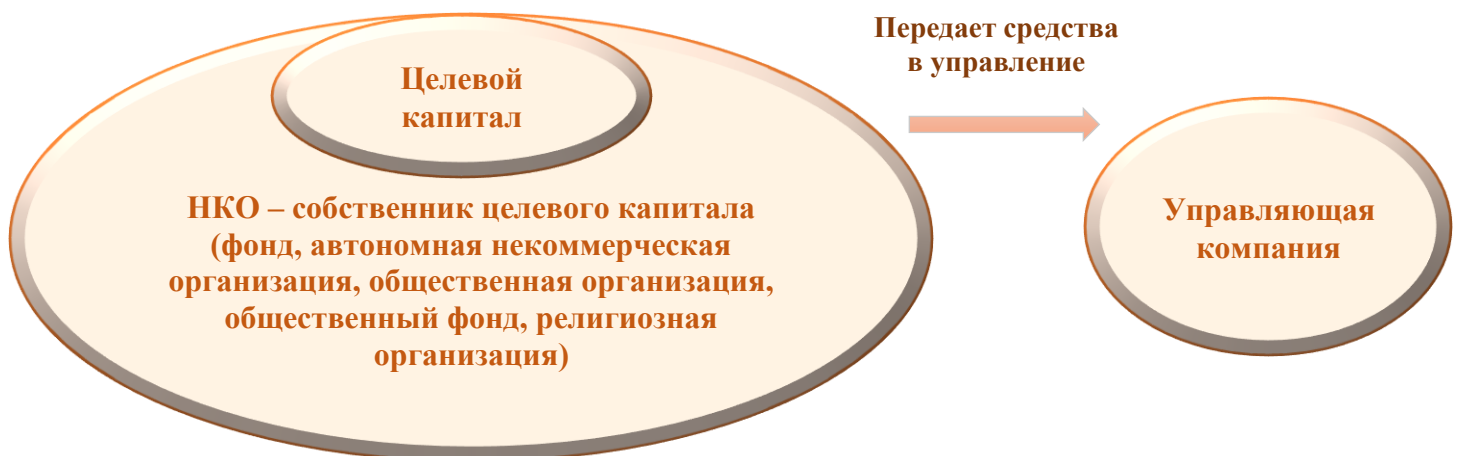 Целевой
капитал
НКО – собственник целевого капитала
(фонд, автономная некоммерческая
организация, общественная организация,
общественный фонд, религиозная
организация)
Передает средства
в управление
Управляющая
компания